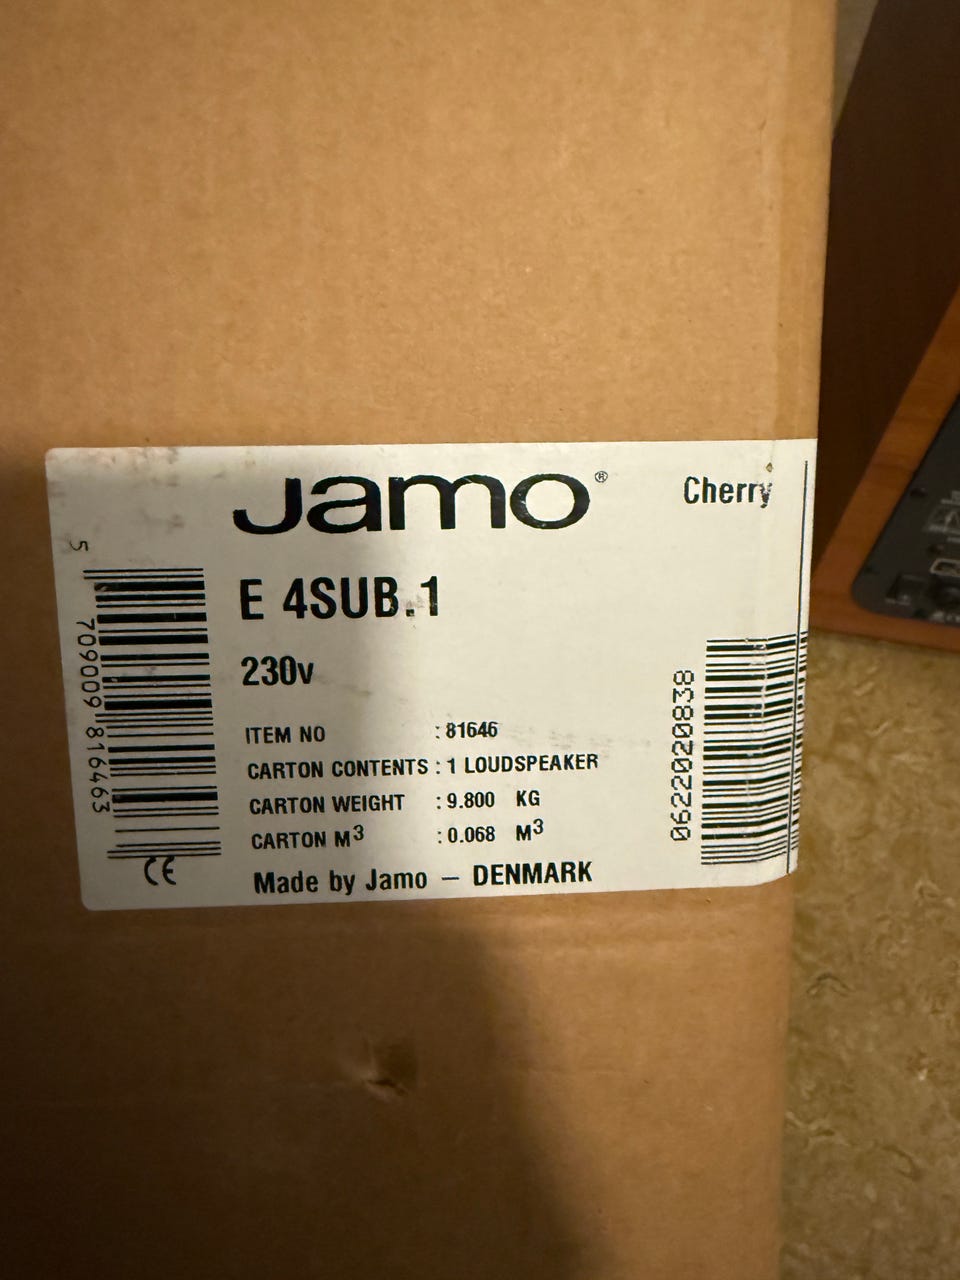 Jamo®
Cherry
E 4SUB.1
230v
ITEM NO : 81646
CARTON CONTENTS : 1 LOUDSPEAKER
CARTON WEIGHT : 9.800 KG
CARTON M3 : 0.068 M3
Made by Jamo – DENMARK
5 709009 816463
CE
0622020838